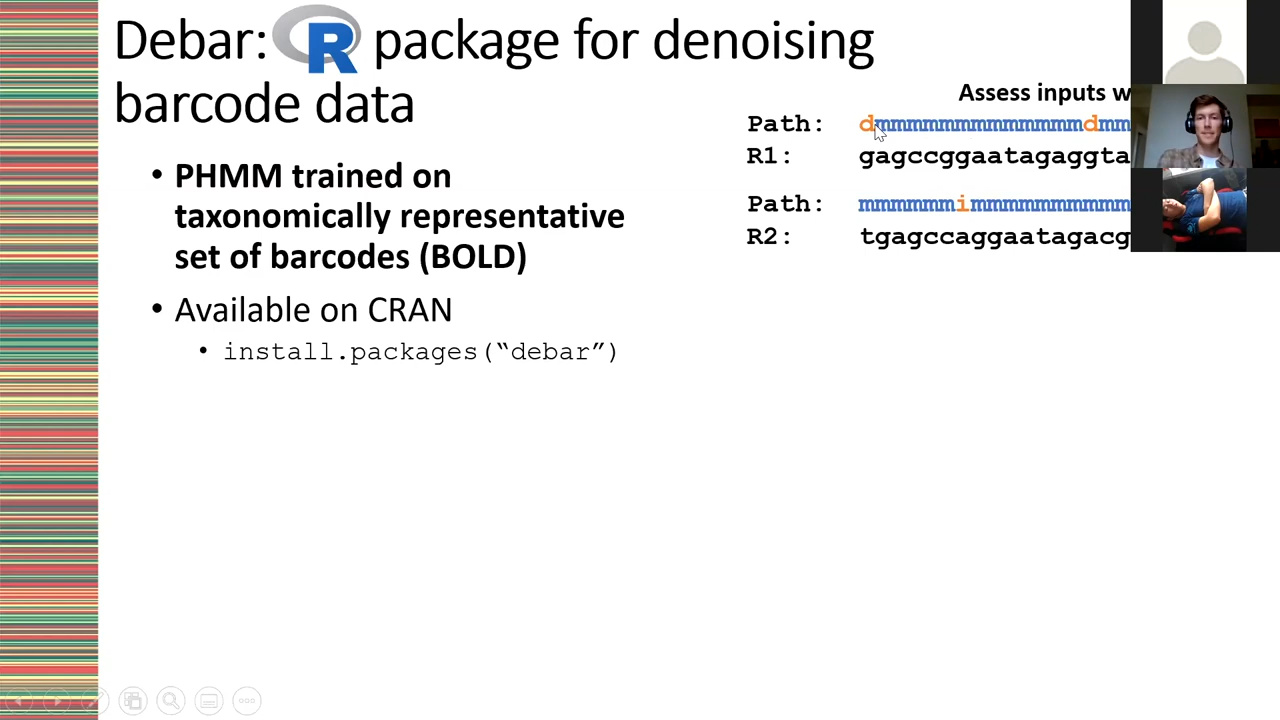 Debar: R package for denoising
barcode data
• PHMM trained on
taxonomically representative
set of barcodes (BOLD)
• Available on CRAN
• install.packages(“debar”)
Assess inputs w
Path: dmmmmmmmmmmmmmdmm
R1: gagccggaatagaggta
Path: mmmmmmimmmmmmmmmm
R2: tgagccaggaatagacg